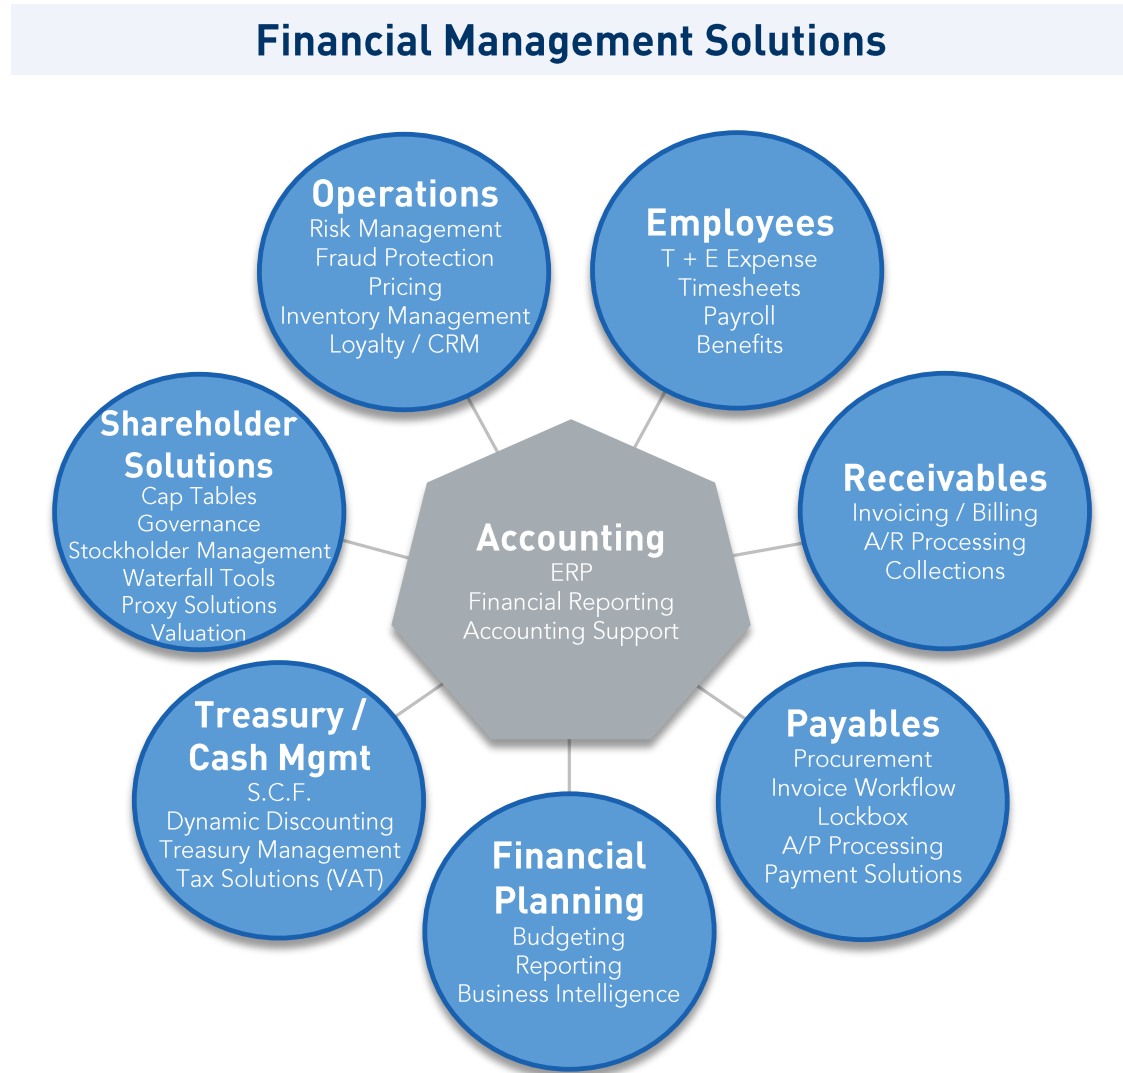 Financial Management Solutions
Operations
Risk Management
Fraud Protection
Pricing
Inventory Management
Loyalty / CRM
Employees
T + E Expense
Timesheets
Payroll
Benefits
Shareholder
Solutions
Cap Tables
Governance
Stockholder Management
Waterfall Tools
Proxy Solutions
Valuation
Accounting
ERP
Financial Reporting
Accounting Support
Receivables
Invoicing / Billing
A/R Processing
Collections
Treasury /
Cash Mgmt
S.C.F.
Dynamic Discounting
Treasury Management
Tax Solutions (VAT)
Financial
Planning
Budgeting
Reporting
Business Intelligence
Payables
Procurement
Invoice Workflow
Lockbox
A/P Processing
Payment Solutions